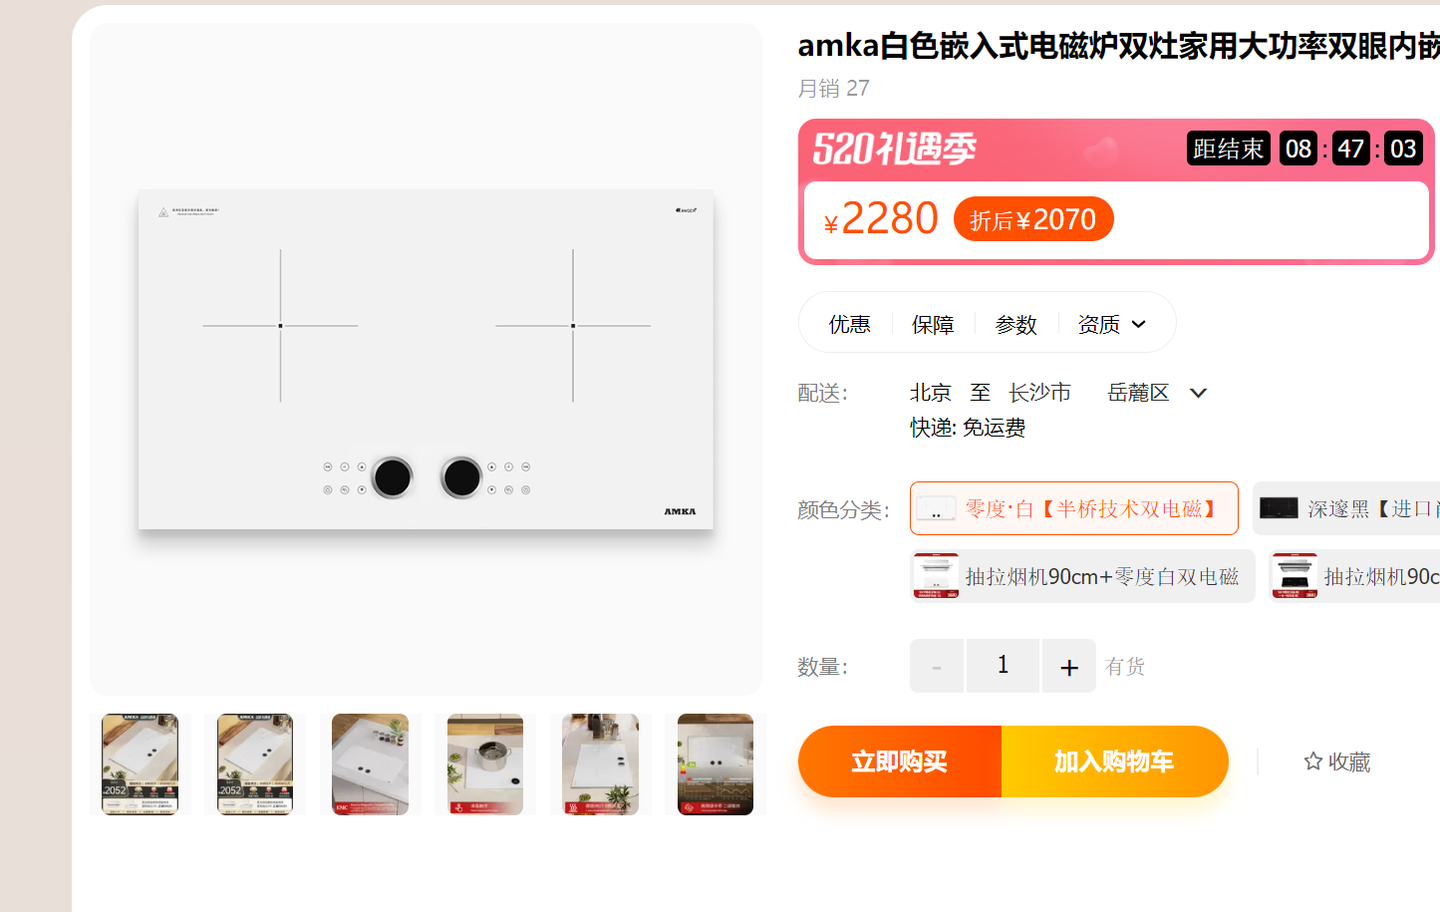 amka白色嵌入式电磁炉双灶家用大功率双眼内嵌
月销 27
520礼遇季
距结束 08 : 47 : 03
¥2280 折后¥2070
优惠 保障 参数 资质
配送: 北京 至 长沙市 岳麓区
快递: 免运费
颜色分类: 零度·白【半桥技术双电磁】 深邃黑【进口
抽拉烟机90cm+零度白双电磁 抽拉烟机90c
数量: - 1 + 有货
立即购买 加入购物车 收藏
AMKA
2052
2052
EMC